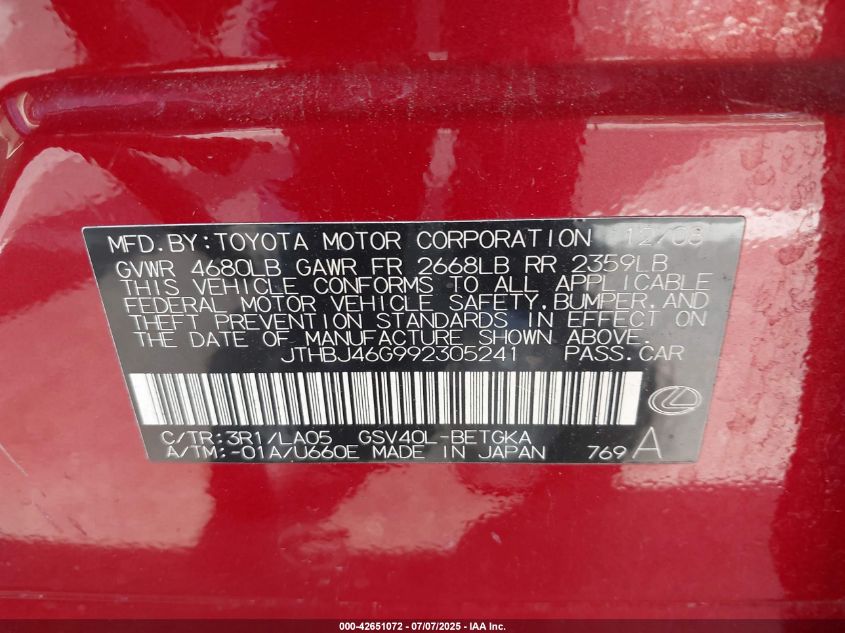 MFD.BY:TOYOTA MOTOR CORPORATION 12/08
GVWR 4680LB GAWR FR 2668LB RR 2359LB
THIS VEHICLE CONFORMS TO ALL APPLICABLE
FEDERAL MOTOR VEHICLE SAFETY,BUMPER,AND
THEFT PREVENTION STANDARDS IN EFFECT ON
THE DATE OF MANUFACTURE SHOWN ABOVE.
JTHBJ46G992305241 PASS.CAR
C/TR:3R1/LA05 GSV40L-BETGKA
A/TM:-01A/U660E MADE IN JAPAN 769 A
000-42651072 / 07/07/2025 - IAA Inc.